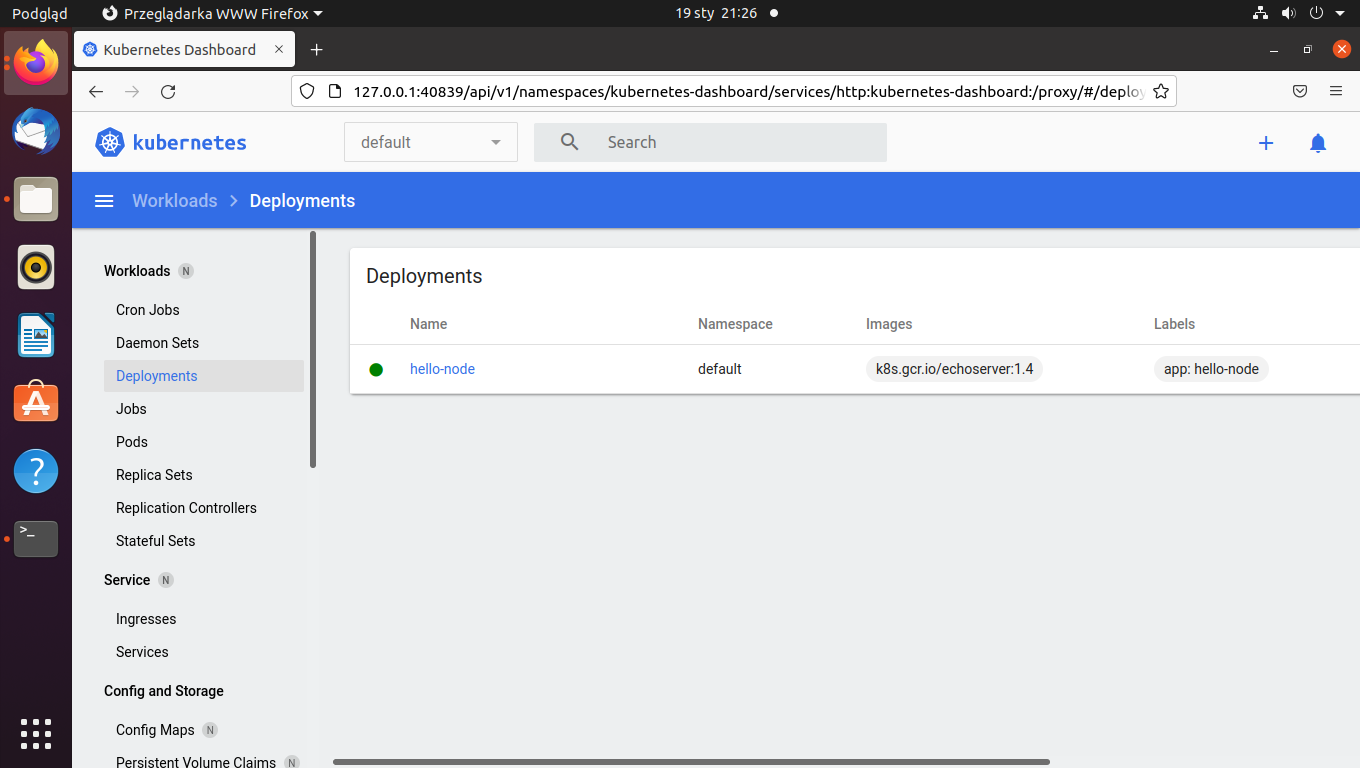 Podgląd Przeglądarka WWW Firefox 19 sty 21:26
Kubernetes Dashboard
127.0.0.1:40839/api/v1/namespaces/kubernetes-dashboard/services/http:kubernetes-dashboard:/proxy/#/deplo
kubernetes default Search
Workloads Deployments
Workloads N
Cron Jobs
Daemon Sets
Deployments
Jobs
Pods
Replica Sets
Replication Controllers
Stateful Sets
Service N
Ingresses
Services
Config and Storage
Config Maps N
Persistent Volume Claims N
Deployments
Name Namespace Images Labels
hello-node default k8s.gcr.io/echoserver:1.4 app: hello-node